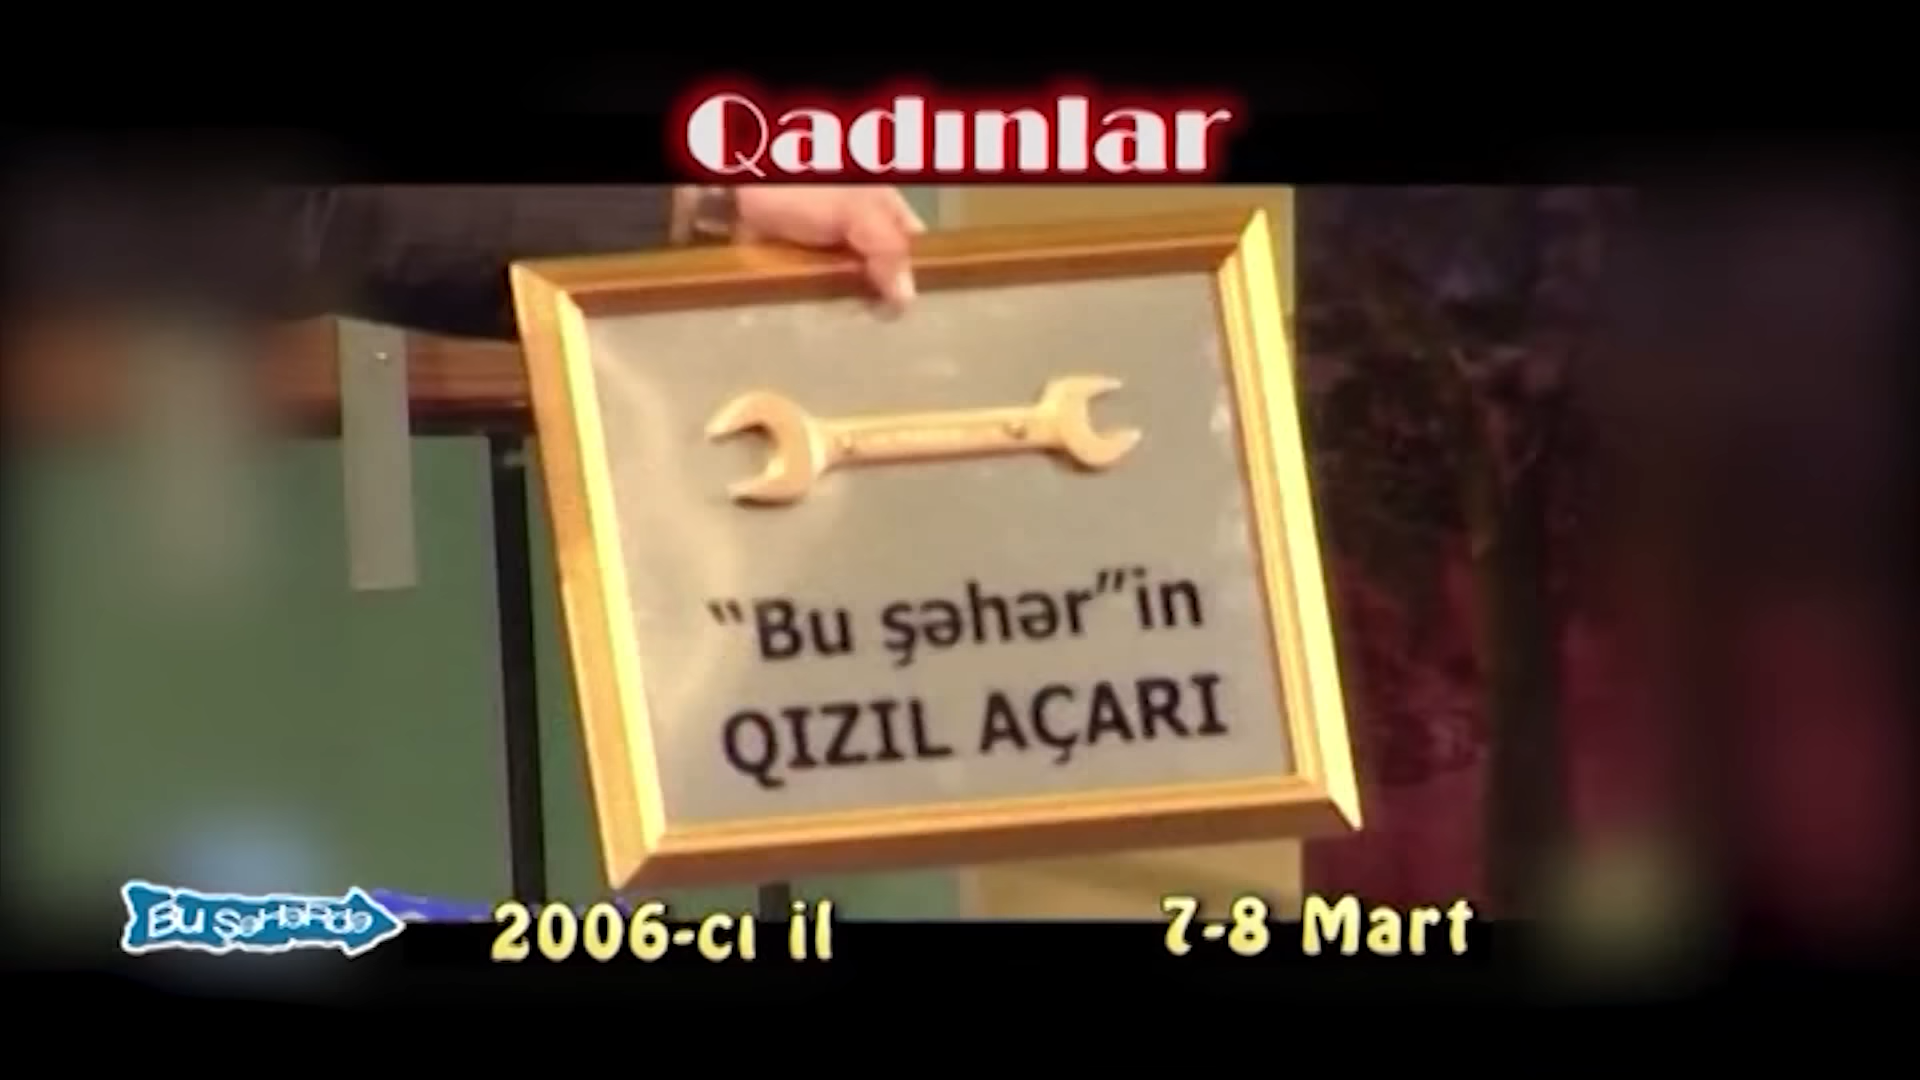 Qadınlar
"Bu şəhər"in
QIZIL AÇARI
Bu ŞəHəRdə
2006-cı il
7-8 Mart